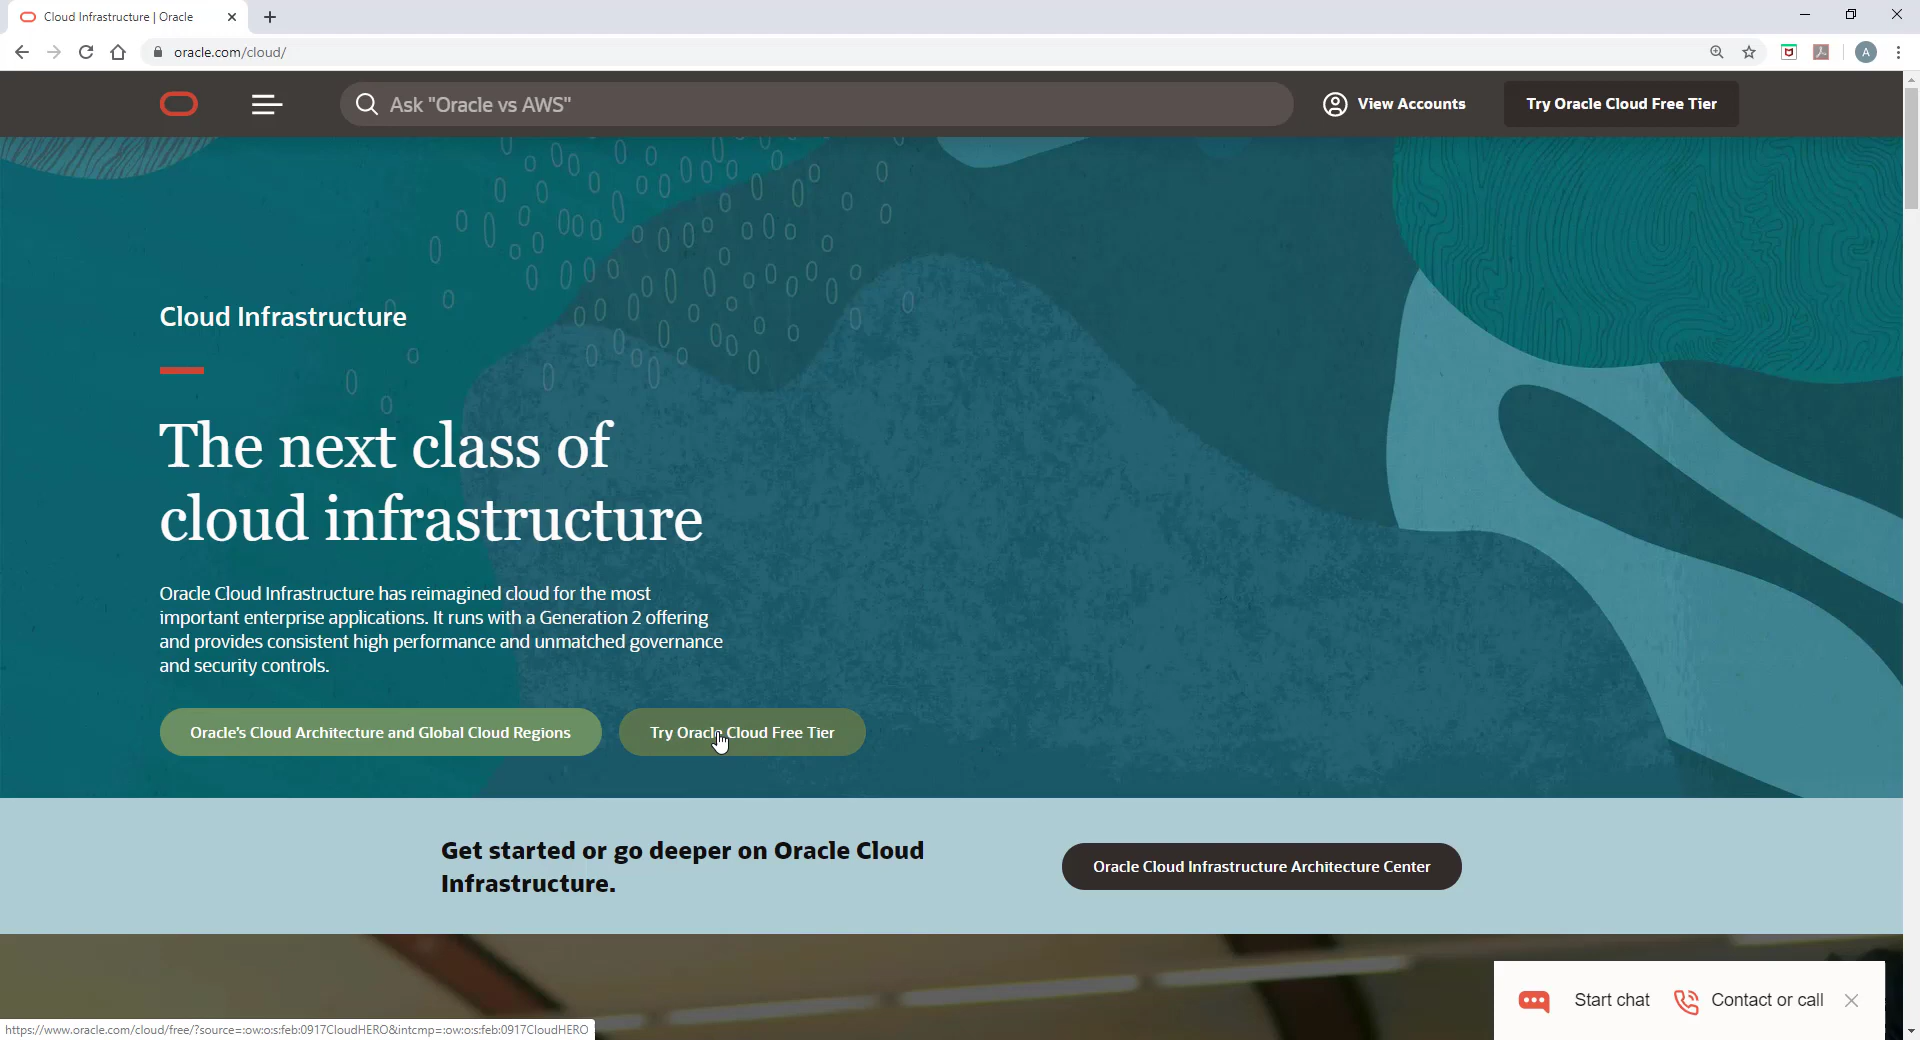 Cloud Infrastructure | Oracle
oracle.com/cloud/
A
Ask "Oracle vs AWS"
View Accounts
Try Oracle Cloud Free Tier
Cloud Infrastructure
The next class of
cloud infrastructure
Oracle Cloud Infrastructure has reimagined cloud for the most
important enterprise applications. It runs with a Generation 2 offering
and provides consistent high performance and unmatched governance
and security controls.
Oracle's Cloud Architecture and Global Cloud Regions
Try Oracle Cloud Free Tier
Get started or go deeper on Oracle Cloud
Infrastructure.
Oracle Cloud Infrastructure Architecture Center
Start chat
Contact or call
https://www.oracle.com/cloud/free/?source=:ow:o:s:feb:0917CloudHERO&intcmp=:ow:o:s:feb:0917CloudHERO